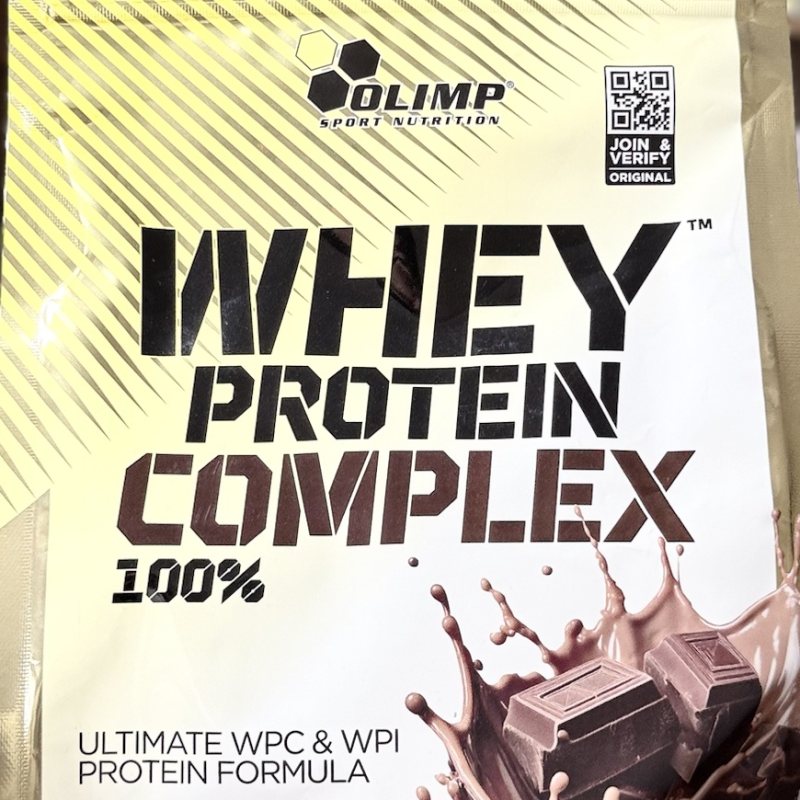 OLIMP®
SPORT NUTRITION
JOIN &
VERIFY
ORIGINAL
WHEY™
PROTEIN
COMPLEX
100%
ULTIMATE WPC & WPI
PROTEIN FORMULA